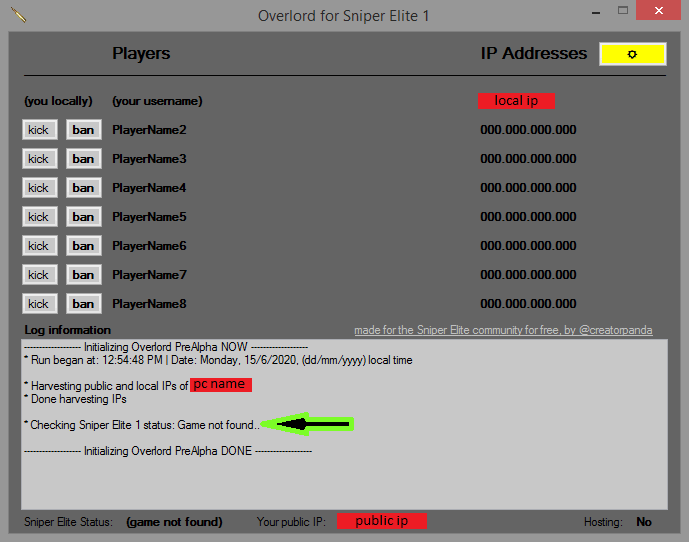 Overlord for Sniper Elite 1
Players IP Addresses
(you locally) (your username) local ip
kick ban PlayerName2 000.000.000.000
kick ban PlayerName3 000.000.000.000
kick ban PlayerName4 000.000.000.000
kick ban PlayerName5 000.000.000.000
kick ban PlayerName6 000.000.000.000
kick ban PlayerName7 000.000.000.000
kick ban PlayerName8 000.000.000.000
Log information made for the Sniper Elite community for free, by @creatorpanda
------------------- Initializing Overlord PreAlpha NOW -------------------
* Run began at: 12:54:48 PM | Date: Monday, 15/6/2020, (dd/mm/yyyy) local time
* Harvesting public and local IPs of pc name
* Done harvesting IPs
* Checking Sniper Elite 1 status: Game not found..
------------------- Initializing Overlord PreAlpha DONE -------------------
Sniper Elite Status: (game not found) Your public IP: public ip Hosting: No